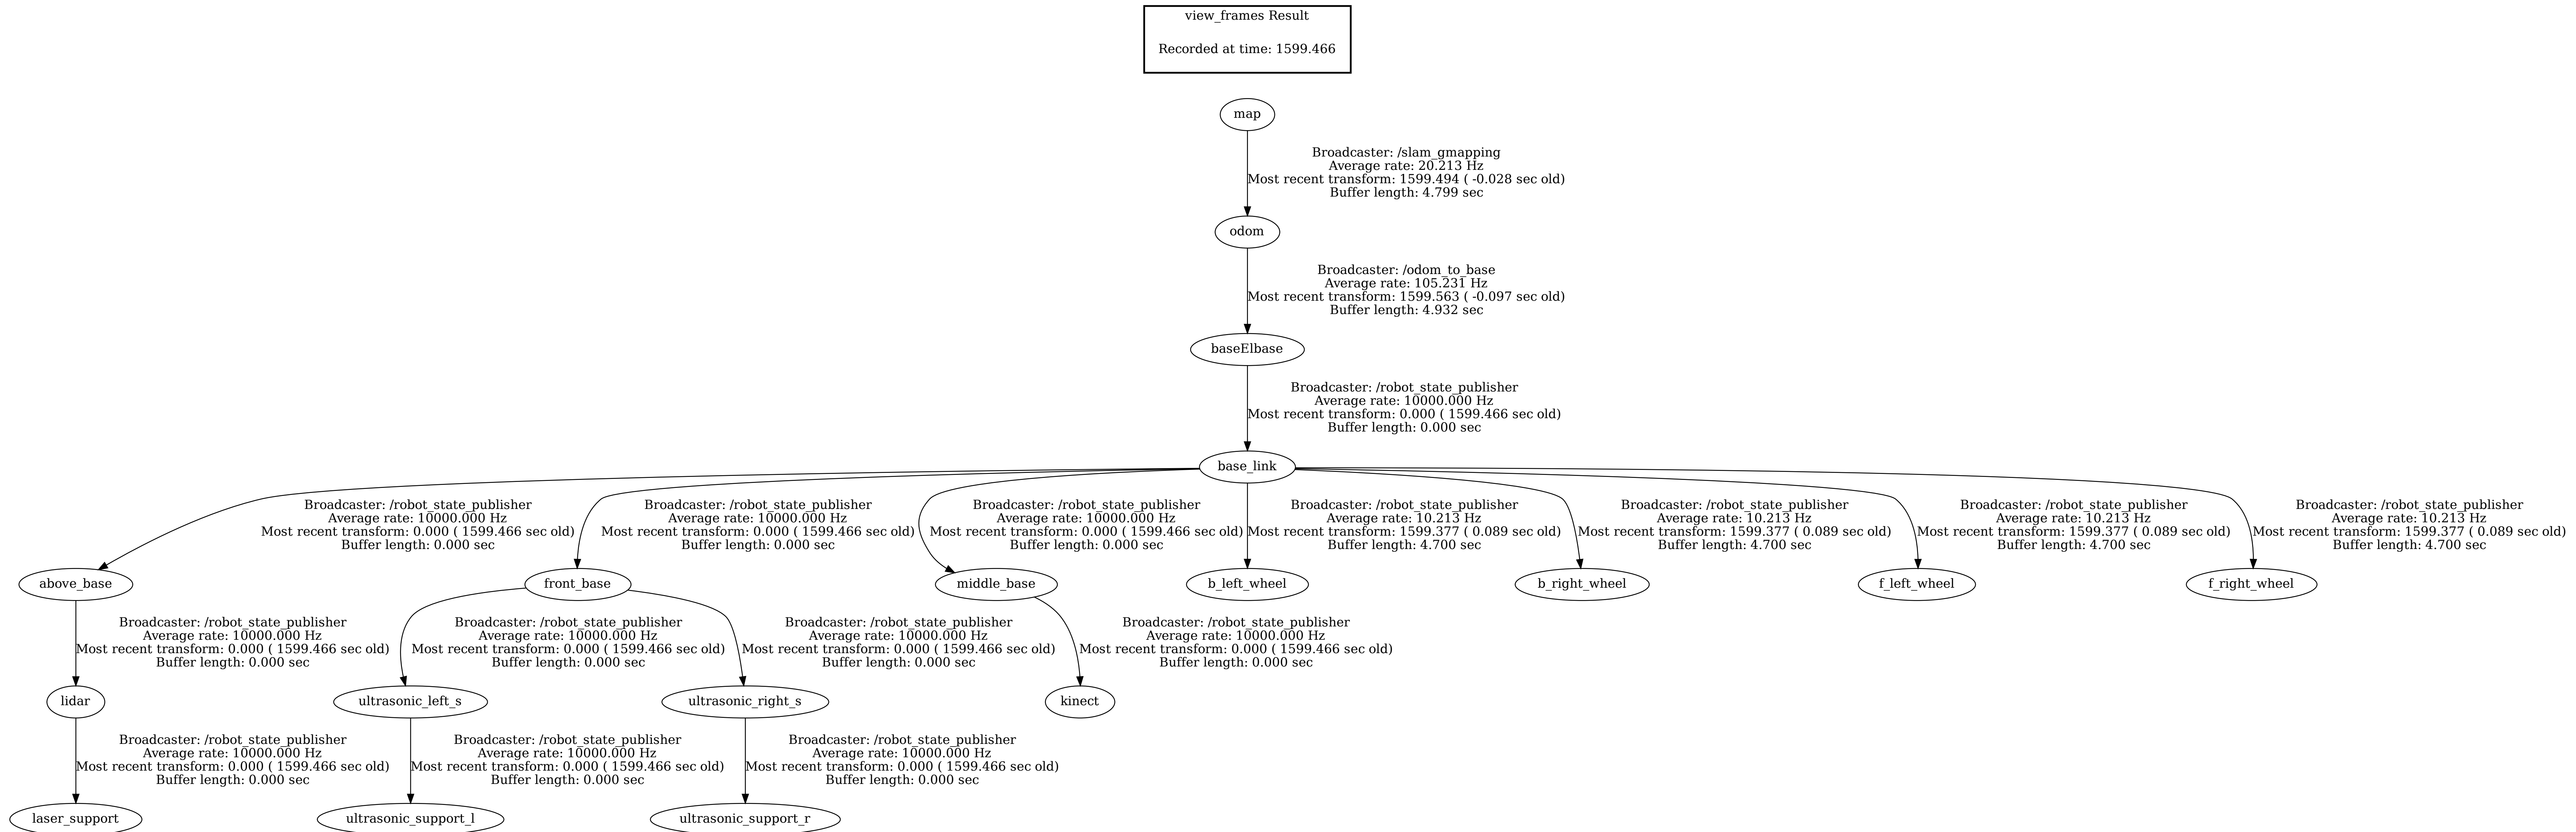 view_frames Result
Recorded at time: 1599.466
map
Broadcaster: /slam_gmapping
Average rate: 20.213 Hz
Most recent transform: 1599.494 ( -0.028 sec old)
Buffer length: 4.799 sec
odom
Broadcaster: /odom_to_base
Average rate: 105.231 Hz
Most recent transform: 1599.563 ( -0.097 sec old)
Buffer length: 4.932 sec
baseElbase
Broadcaster: /robot_state_publisher
Average rate: 10000.000 Hz
Most recent transform: 0.000 ( 1599.466 sec old)
Buffer length: 0.000 sec
base_link
Broadcaster: /robot_state_publisher
Average rate: 10000.000 Hz
Most recent transform: 0.000 ( 1599.466 sec old)
Buffer length: 0.000 sec
Broadcaster: /robot_state_publisher
Average rate: 10000.000 Hz
Most recent transform: 0.000 ( 1599.466 sec old)
Buffer length: 0.000 sec
Broadcaster: /robot_state_publisher
Average rate: 10000.000 Hz
Most recent transform: 0.000 ( 1599.466 sec old)
Buffer length: 0.000 sec
Broadcaster: /robot_state_publisher
Average rate: 10.213 Hz
Most recent transform: 1599.377 ( 0.089 sec old)
Buffer length: 4.700 sec
Broadcaster: /robot_state_publisher
Average rate: 10.213 Hz
Most recent transform: 1599.377 ( 0.089 sec old)
Buffer length: 4.700 sec
Broadcaster: /robot_state_publisher
Average rate: 10.213 Hz
Most recent transform: 1599.377 ( 0.089 sec old)
Buffer length: 4.700 sec
Broadcaster: /robot_state_publisher
Average rate: 10.213 Hz
Most recent transform: 1599.377 ( 0.089 sec old)
Buffer length: 4.700 sec
above_base
front_base
middle_base
b_left_wheel
b_right_wheel
f_left_wheel
f_right_wheel
Broadcaster: /robot_state_publisher
Average rate: 10000.000 Hz
Most recent transform: 0.000 ( 1599.466 sec old)
Buffer length: 0.000 sec
Broadcaster: /robot_state_publisher
Average rate: 10000.000 Hz
Most recent transform: 0.000 ( 1599.466 sec old)
Buffer length: 0.000 sec
Broadcaster: /robot_state_publisher
Average rate: 10000.000 Hz
Most recent transform: 0.000 ( 1599.466 sec old)
Buffer length: 0.000 sec
Broadcaster: /robot_state_publisher
Average rate: 10000.000 Hz
Most recent transform: 0.000 ( 1599.466 sec old)
Buffer length: 0.000 sec
lidar
ultrasonic_left_s
ultrasonic_right_s
kinect
Broadcaster: /robot_state_publisher
Average rate: 10000.000 Hz
Most recent transform: 0.000 ( 1599.466 sec old)
Buffer length: 0.000 sec
Broadcaster: /robot_state_publisher
Average rate: 10000.000 Hz
Most recent transform: 0.000 ( 1599.466 sec old)
Buffer length: 0.000 sec
Broadcaster: /robot_state_publisher
Average rate: 10000.000 Hz
Most recent transform: 0.000 ( 1599.466 sec old)
Buffer length: 0.000 sec
laser_support
ultrasonic_support_l
ultrasonic_support_r